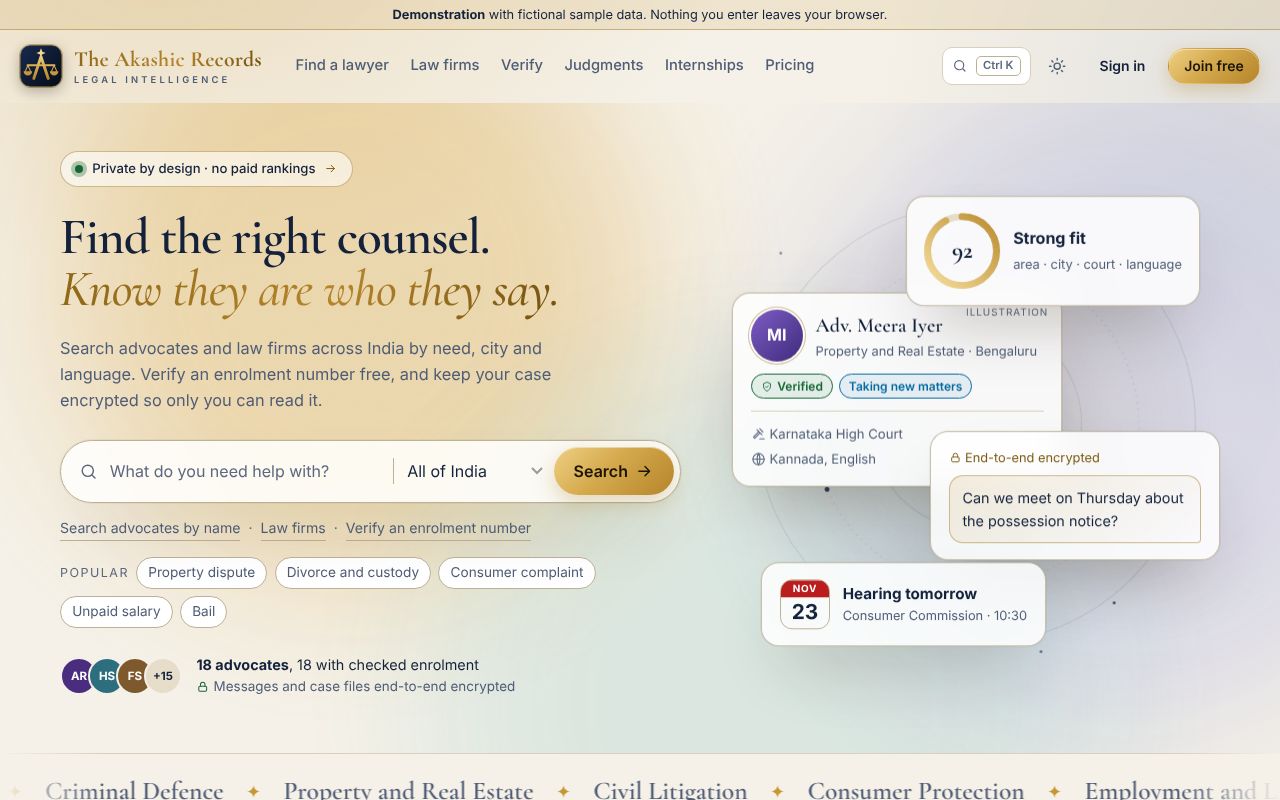 Demonstration with fictional sample data. Nothing you enter leaves your browser.
The Akashic Records
LEGAL INTELLIGENCE
Find a lawyer
Law firms
Verify
Judgments
Internships
Pricing
Ctrl K
Sign in
Join free
Private by design · no paid rankings →
Find the right counsel.
Know they are who they say.
Search advocates and law firms across India by need, city and
language. Verify an enrolment number free, and keep your case
encrypted so only you can read it.
What do you need help with?
All of India
Search →
Search advocates by name · Law firms · Verify an enrolment number
POPULAR
Property dispute
Divorce and custody
Consumer complaint
Unpaid salary
Bail
AR
HS
FS
+15
18 advocates, 18 with checked enrolment
Messages and case files end-to-end encrypted
92
Strong fit
area · city · court · language
ILLUSTRATION
MI
Adv. Meera Iyer
Property and Real Estate · Bengaluru
Verified
Taking new matters
Karnataka High Court
Kannada, English
End-to-end encrypted
Can we meet on Thursday about
the possession notice?
NOV
23
Hearing tomorrow
Consumer Commission · 10:30
Criminal Defence ✦ Property and Real Estate ✦ Civil Litigation ✦ Consumer Protection ✦ Employment and L